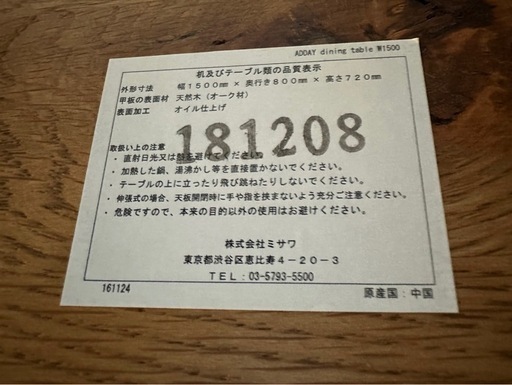 ADDAY dining table W1500
机及びテーブル類の品質表示
外形寸法 幅1500㎜ × 奥行き800㎜ × 高さ720㎜
甲板の表面材 天然木 (オーク材)
表面加工 オイル仕上げ
181208
取扱い上の注意
・直射日光又は熱を避けてください。
・加熱した鍋、湯沸かし等を直接置かないでください。
・テーブルの上に立ったり飛び跳ねたりしないでください。
・伸張式の場合、天板開閉時に手や指を挟まないよう充分ご注意ください。
・危険ですので、本来の目的以外の使用はお避けください。
株式会社ミサワ
東京都渋谷区恵比寿4-20-3
TEL:03-5793-5500
161124
原産国:中国